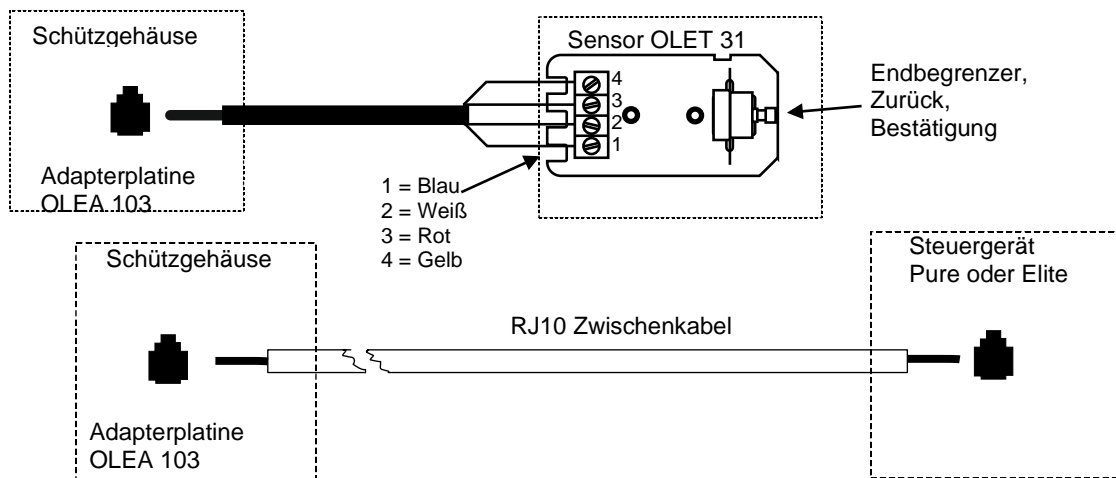 Schützgehäuse
Adapterplatine
OLEA 103
Sensor OLET 31
4
3
2
1
Endbegrenzer,
Zurück,
Bestätigung
1 = Blau
2 = Weiß
3 = Rot
4 = Gelb
Schützgehäuse
Adapterplatine
OLEA 103
RJ10 Zwischenkabel
Steuergerät
Pure oder Elite